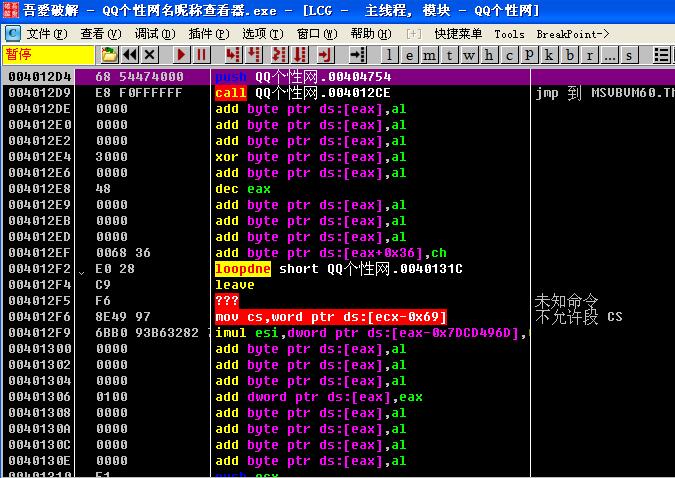 吾爱破解 - QQ个性网名昵称查看器.exe - [LCG - 主线程, 模块 - QQ个性网]
C 文件(F) 查看(V) 调试(D) 插件(P) 选项(T) 窗口(W) 帮助(H) [+] 快捷菜单 Tools BreakPoint->
暂停 l e m t w h c p k b r ... s
004012D4 68 54474000 push QQ个性网.00404754
004012D9 E8 F0FFFFFF call QQ个性网.004012CE jmp 到 MSVBVM60.Th
004012DE 0000 add byte ptr ds:[eax],al
004012E0 0000 add byte ptr ds:[eax],al
004012E2 0000 add byte ptr ds:[eax],al
004012E4 3000 xor byte ptr ds:[eax],al
004012E6 0000 add byte ptr ds:[eax],al
004012E8 48 dec eax
004012E9 0000 add byte ptr ds:[eax],al
004012EB 0000 add byte ptr ds:[eax],al
004012ED 0000 add byte ptr ds:[eax],al
004012EF 0068 36 add byte ptr ds:[eax+0x36],ch
004012F2 E0 28 loopdne short QQ个性网.0040131C
004012F4 C9 leave
004012F5 F6 ??? 未知命令
004012F6 8E49 97 mov cs,word ptr ds:[ecx-0x69] 不允许段 CS
004012F9 6BB0 93B63282 imul esi,dword ptr ds:[eax-0x7DCD496D],
00401300 0000 add byte ptr ds:[eax],al
00401302 0000 add byte ptr ds:[eax],al
00401304 0000 add byte ptr ds:[eax],al
00401306 0100 add dword ptr ds:[eax],eax
00401308 0000 add byte ptr ds:[eax],al
0040130A 0000 add byte ptr ds:[eax],al
0040130C 0000 add byte ptr ds:[eax],al
0040130E 0000 add byte ptr ds:[eax],al
00401310 51 push ecx